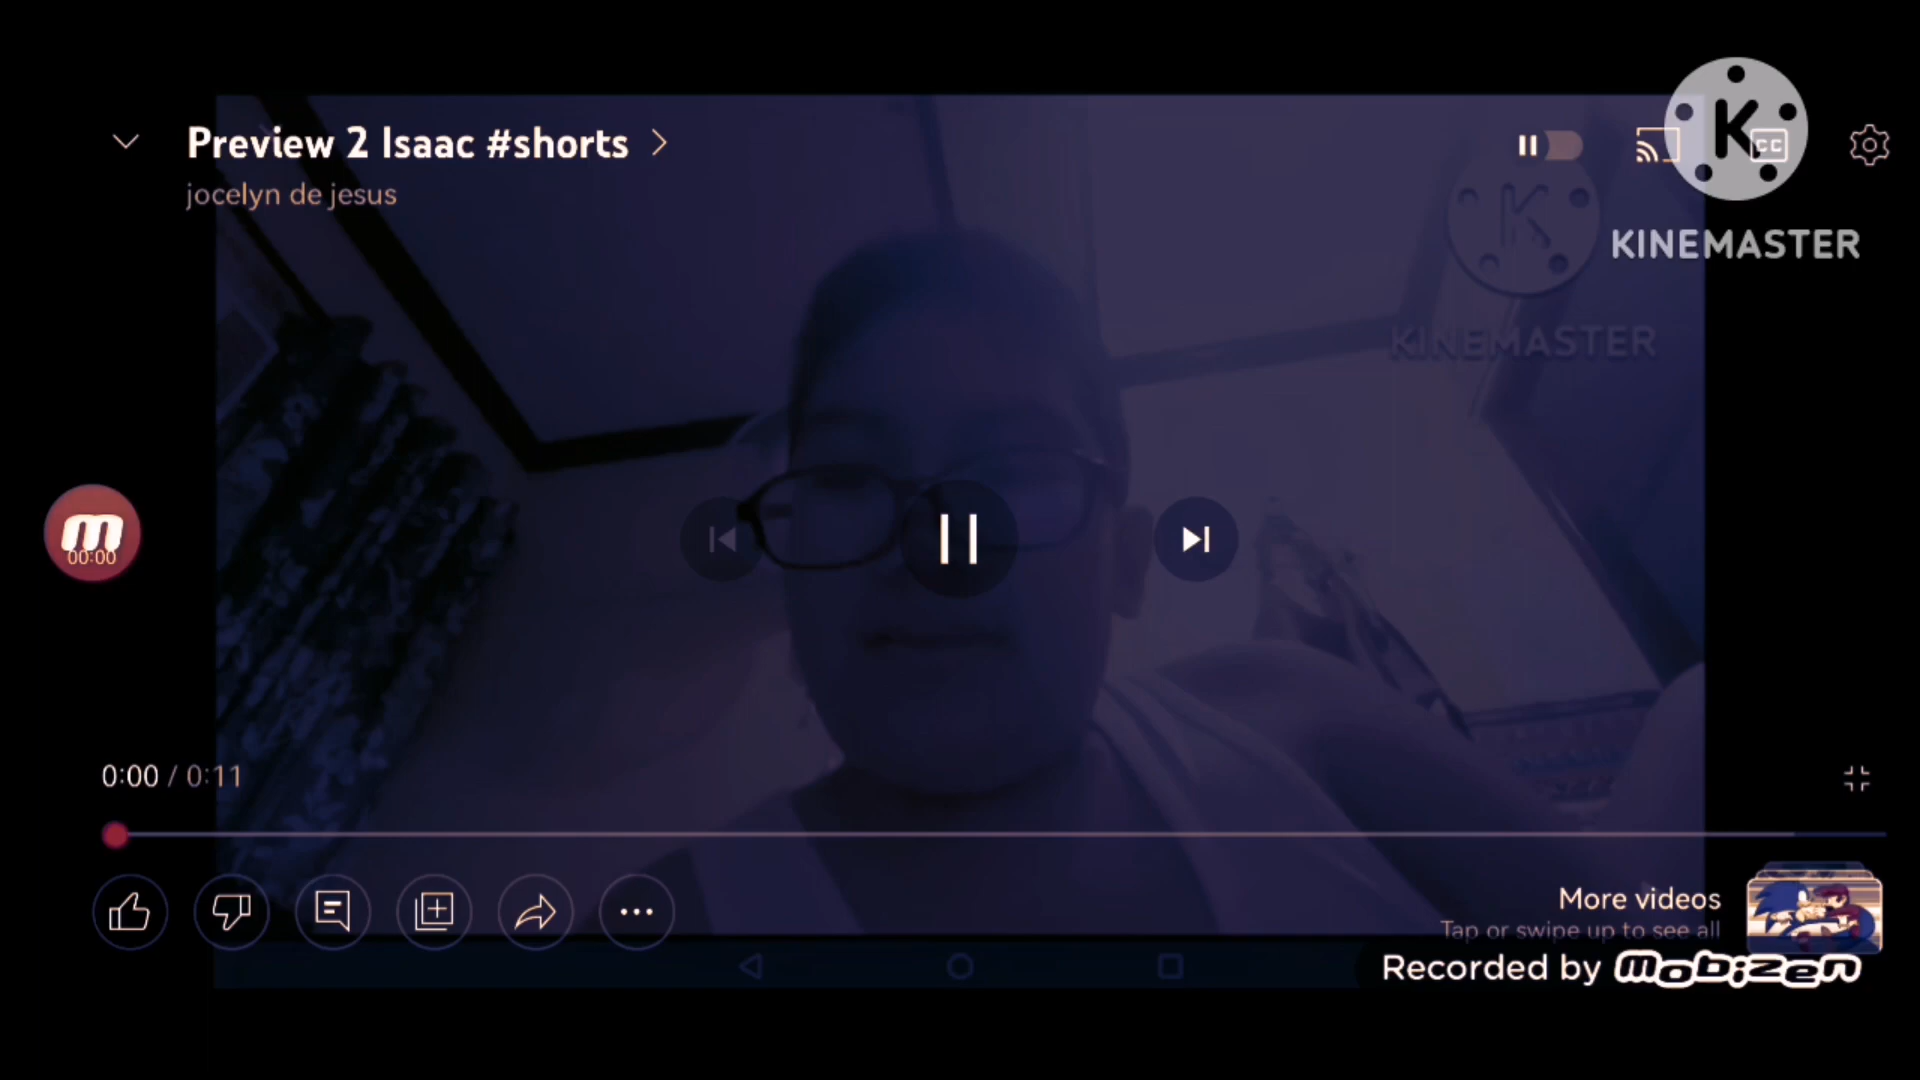 Preview 2 Isaac #shorts
jocelyn de jesus
CC
K
KINEMASTER
K
KINEMASTER
m
00:00
0:00 / 0:11
More videos
Tap or swipe up to see all
Recorded by mobizen